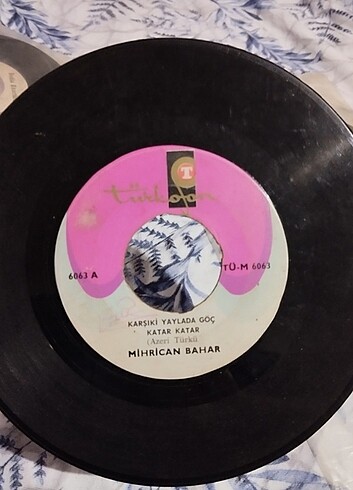 T
türkofon
6063 A
TÜ-M 6063
KARŞIKI YAYLADA GÖÇ
KATAR KATAR
(Azeri Türkü
MİHRİCAN BAHAR